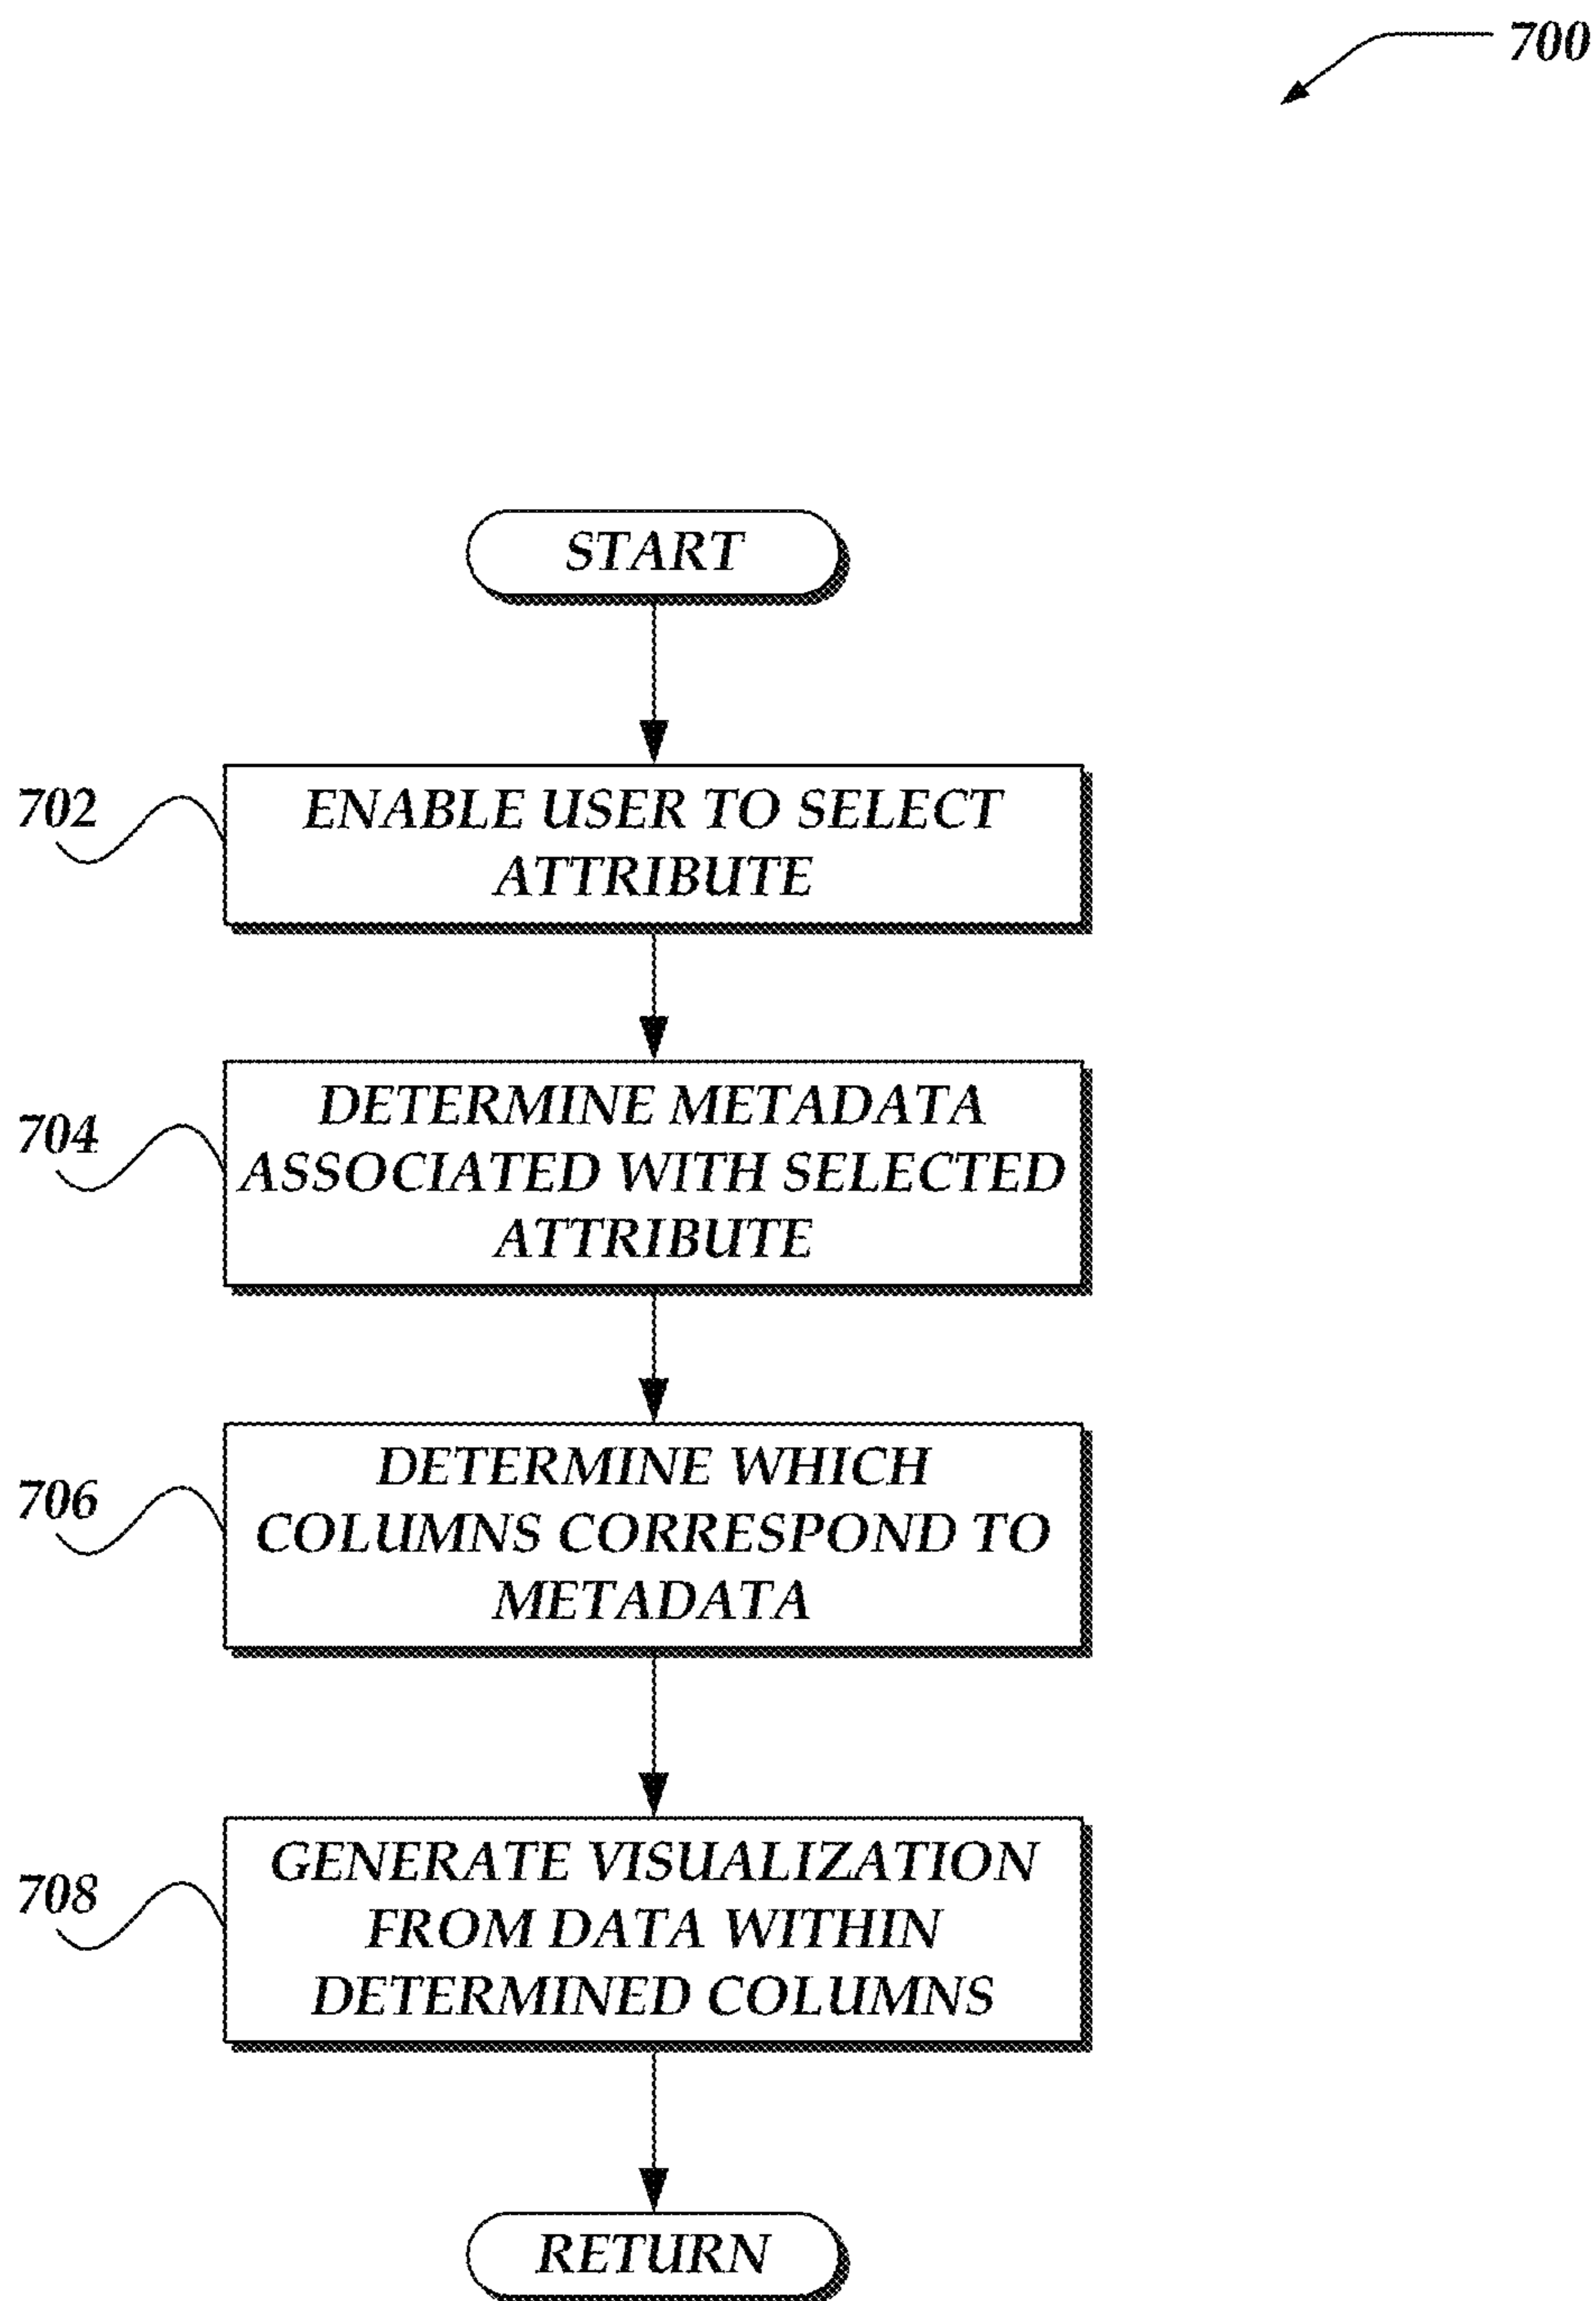 700
START
702
ENABLE USER TO SELECT
ATTRIBUTE
704
DETERMINE METADATA
ASSOCIATED WITH SELECTED
ATTRIBUTE
706
DETERMINE WHICH
COLUMNS CORRESPOND TO
METADATA
708
GENERATE VISUALIZATION
FROM DATA WITHIN
DETERMINED COLUMNS
RETURN